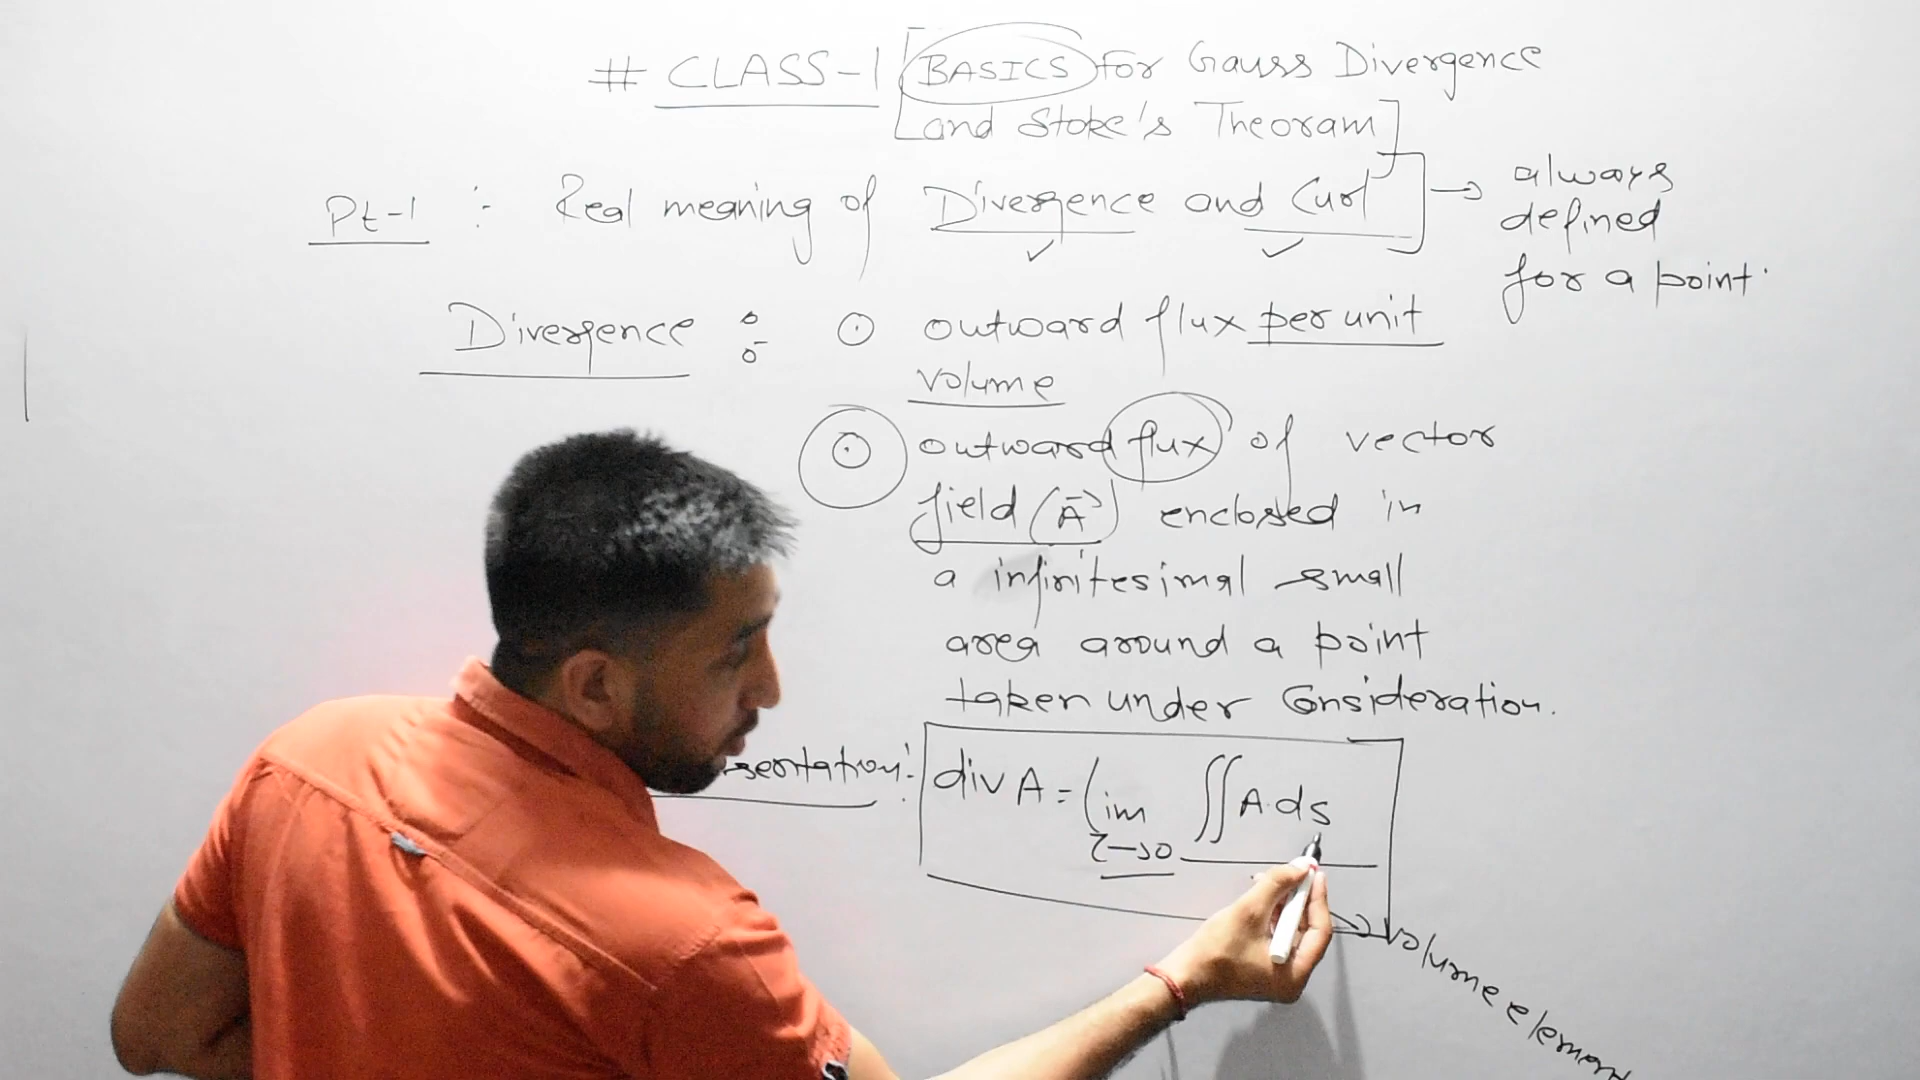 # CLASS-1 [BASICS for Gauss Divergence
and Stoke's Theoram]
Pt-1 : Real meaning of Divergence and Curl] → always
defined
for a point.
Divergence : ⊙ outward flux per unit
volume
⊙ outward flux of vector
field (A⃗) enclosed in
a infinitesimal small
area around a point
taken under Consideration.
div A = lim ∬ A.ds
τ→0
→ volume element